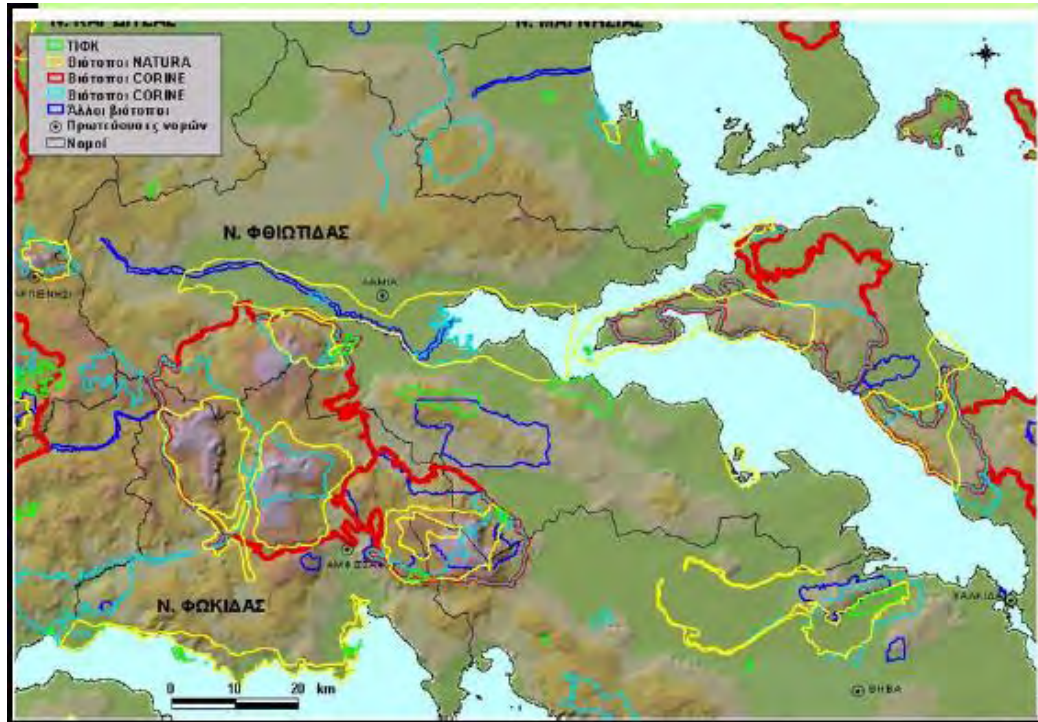 Ν. ΚΑΡΔΙΤΣΑΣ
Ν. ΜΑΓΝΗΣΙΑΣ
ΤΙΦΚ
Βιότοποι NATURA
Βιότοποι CORINE
Βιότοποι CORINE
Άλλοι βιότοποι
Πρωτεύουσες νομών
Νομοί
Ν. ΦΘΙΩΤΙΔΑΣ
ΛΑΜΙΑ
ΑΜΦΙΣΣΑ
ΧΑΛΚΙΔΑ
Ν. ΦΩΚΙΔΑΣ
0 10 20 km
ΘΗΒΑ